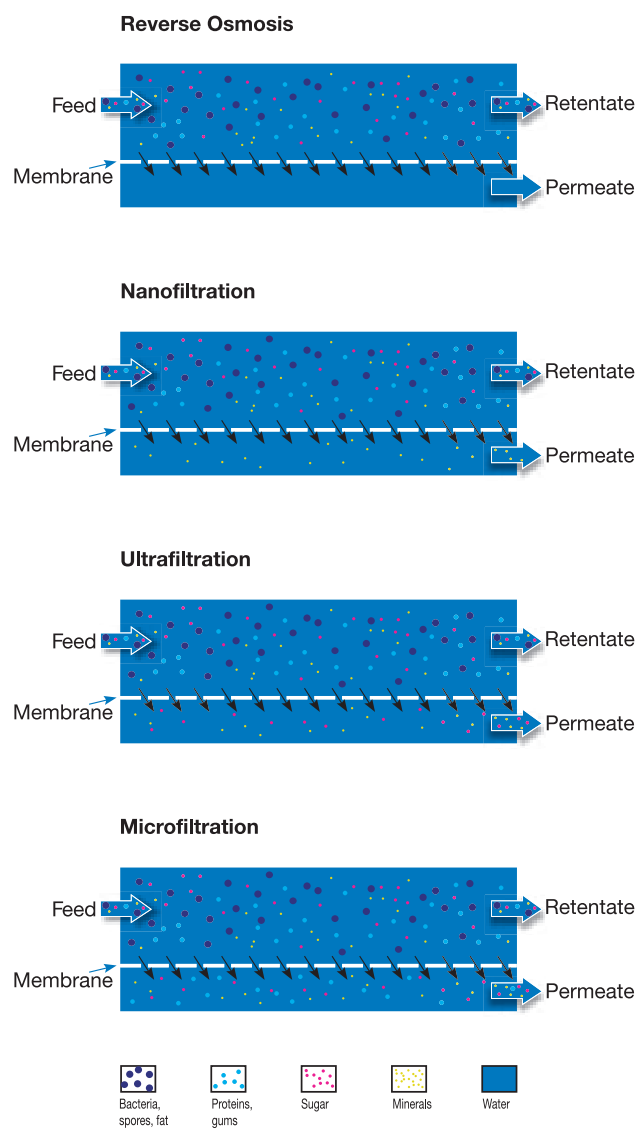 Reverse Osmosis
Feed
Retentate
Membrane
Permeate
Nanofiltration
Feed
Retentate
Membrane
Permeate
Ultrafiltration
Feed
Retentate
Membrane
Permeate
Microfiltration
Feed
Retentate
Membrane
Permeate
Bacteria,
spores, fat
Proteins,
gums
Sugar
Minerals
Water